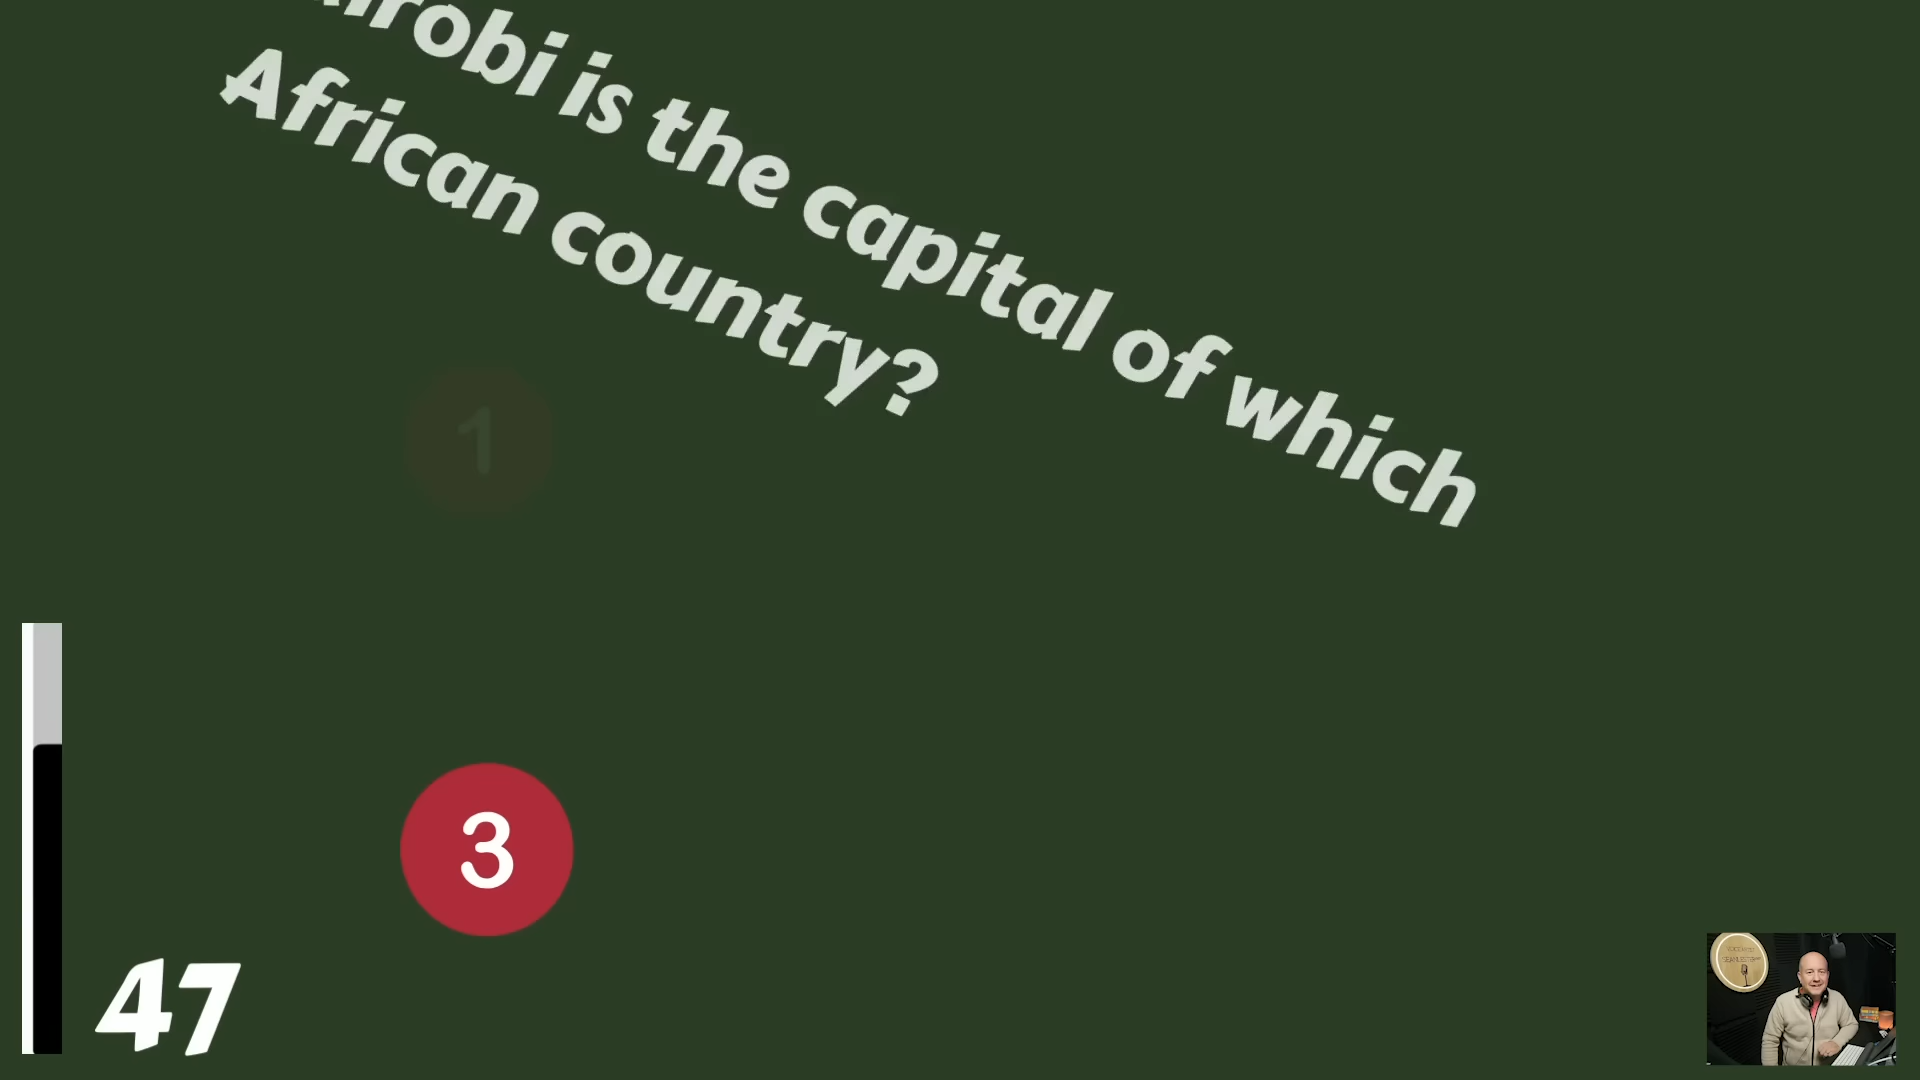 irobi is the capital of which
African country?
1
3
47